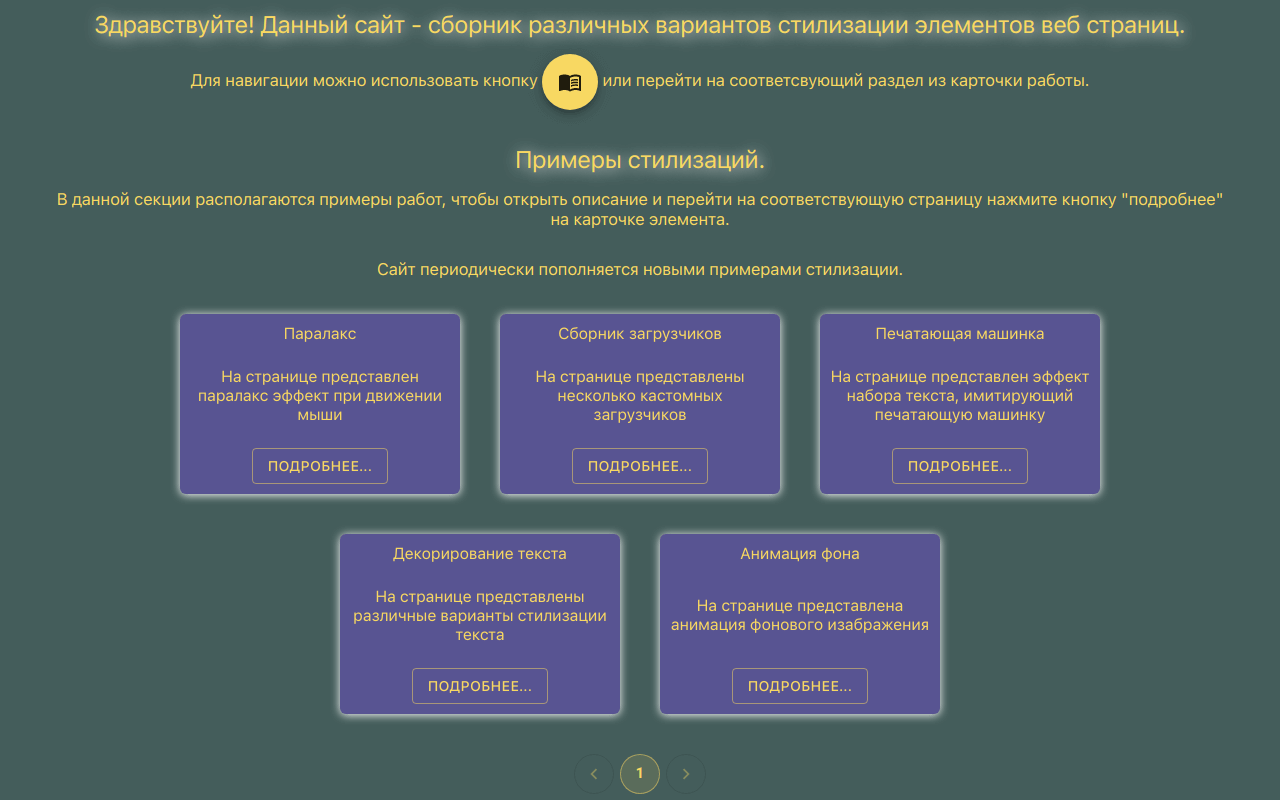 Здравствуйте! Данный сайт - сборник различных вариантов стилизации элементов веб страниц.
Для навигации можно использовать кнопку или перейти на соответсвующий раздел из карточки работы.
Примеры стилизаций.
В данной секции располагаются примеры работ, чтобы открыть описание и перейти на соответствующую страницу нажмите кнопку "подробнее"
на карточке элемента.
Сайт периодически пополняется новыми примерами стилизации.
Паралакс
На странице представлен
паралакс эффект при движении
мыши
ПОДРОБНЕЕ...
Сборник загрузчиков
На странице представлены
несколько кастомных
загрузчиков
ПОДРОБНЕЕ...
Печатающая машинка
На странице представлен эффект
набора текста, имитирующий
печатающую машинку
ПОДРОБНЕЕ...
Декорирование текста
На странице представлены
различные варианты стилизации
текста
ПОДРОБНЕЕ...
Анимация фона
На странице представлена
анимация фонового изабражения
ПОДРОБНЕЕ...
1